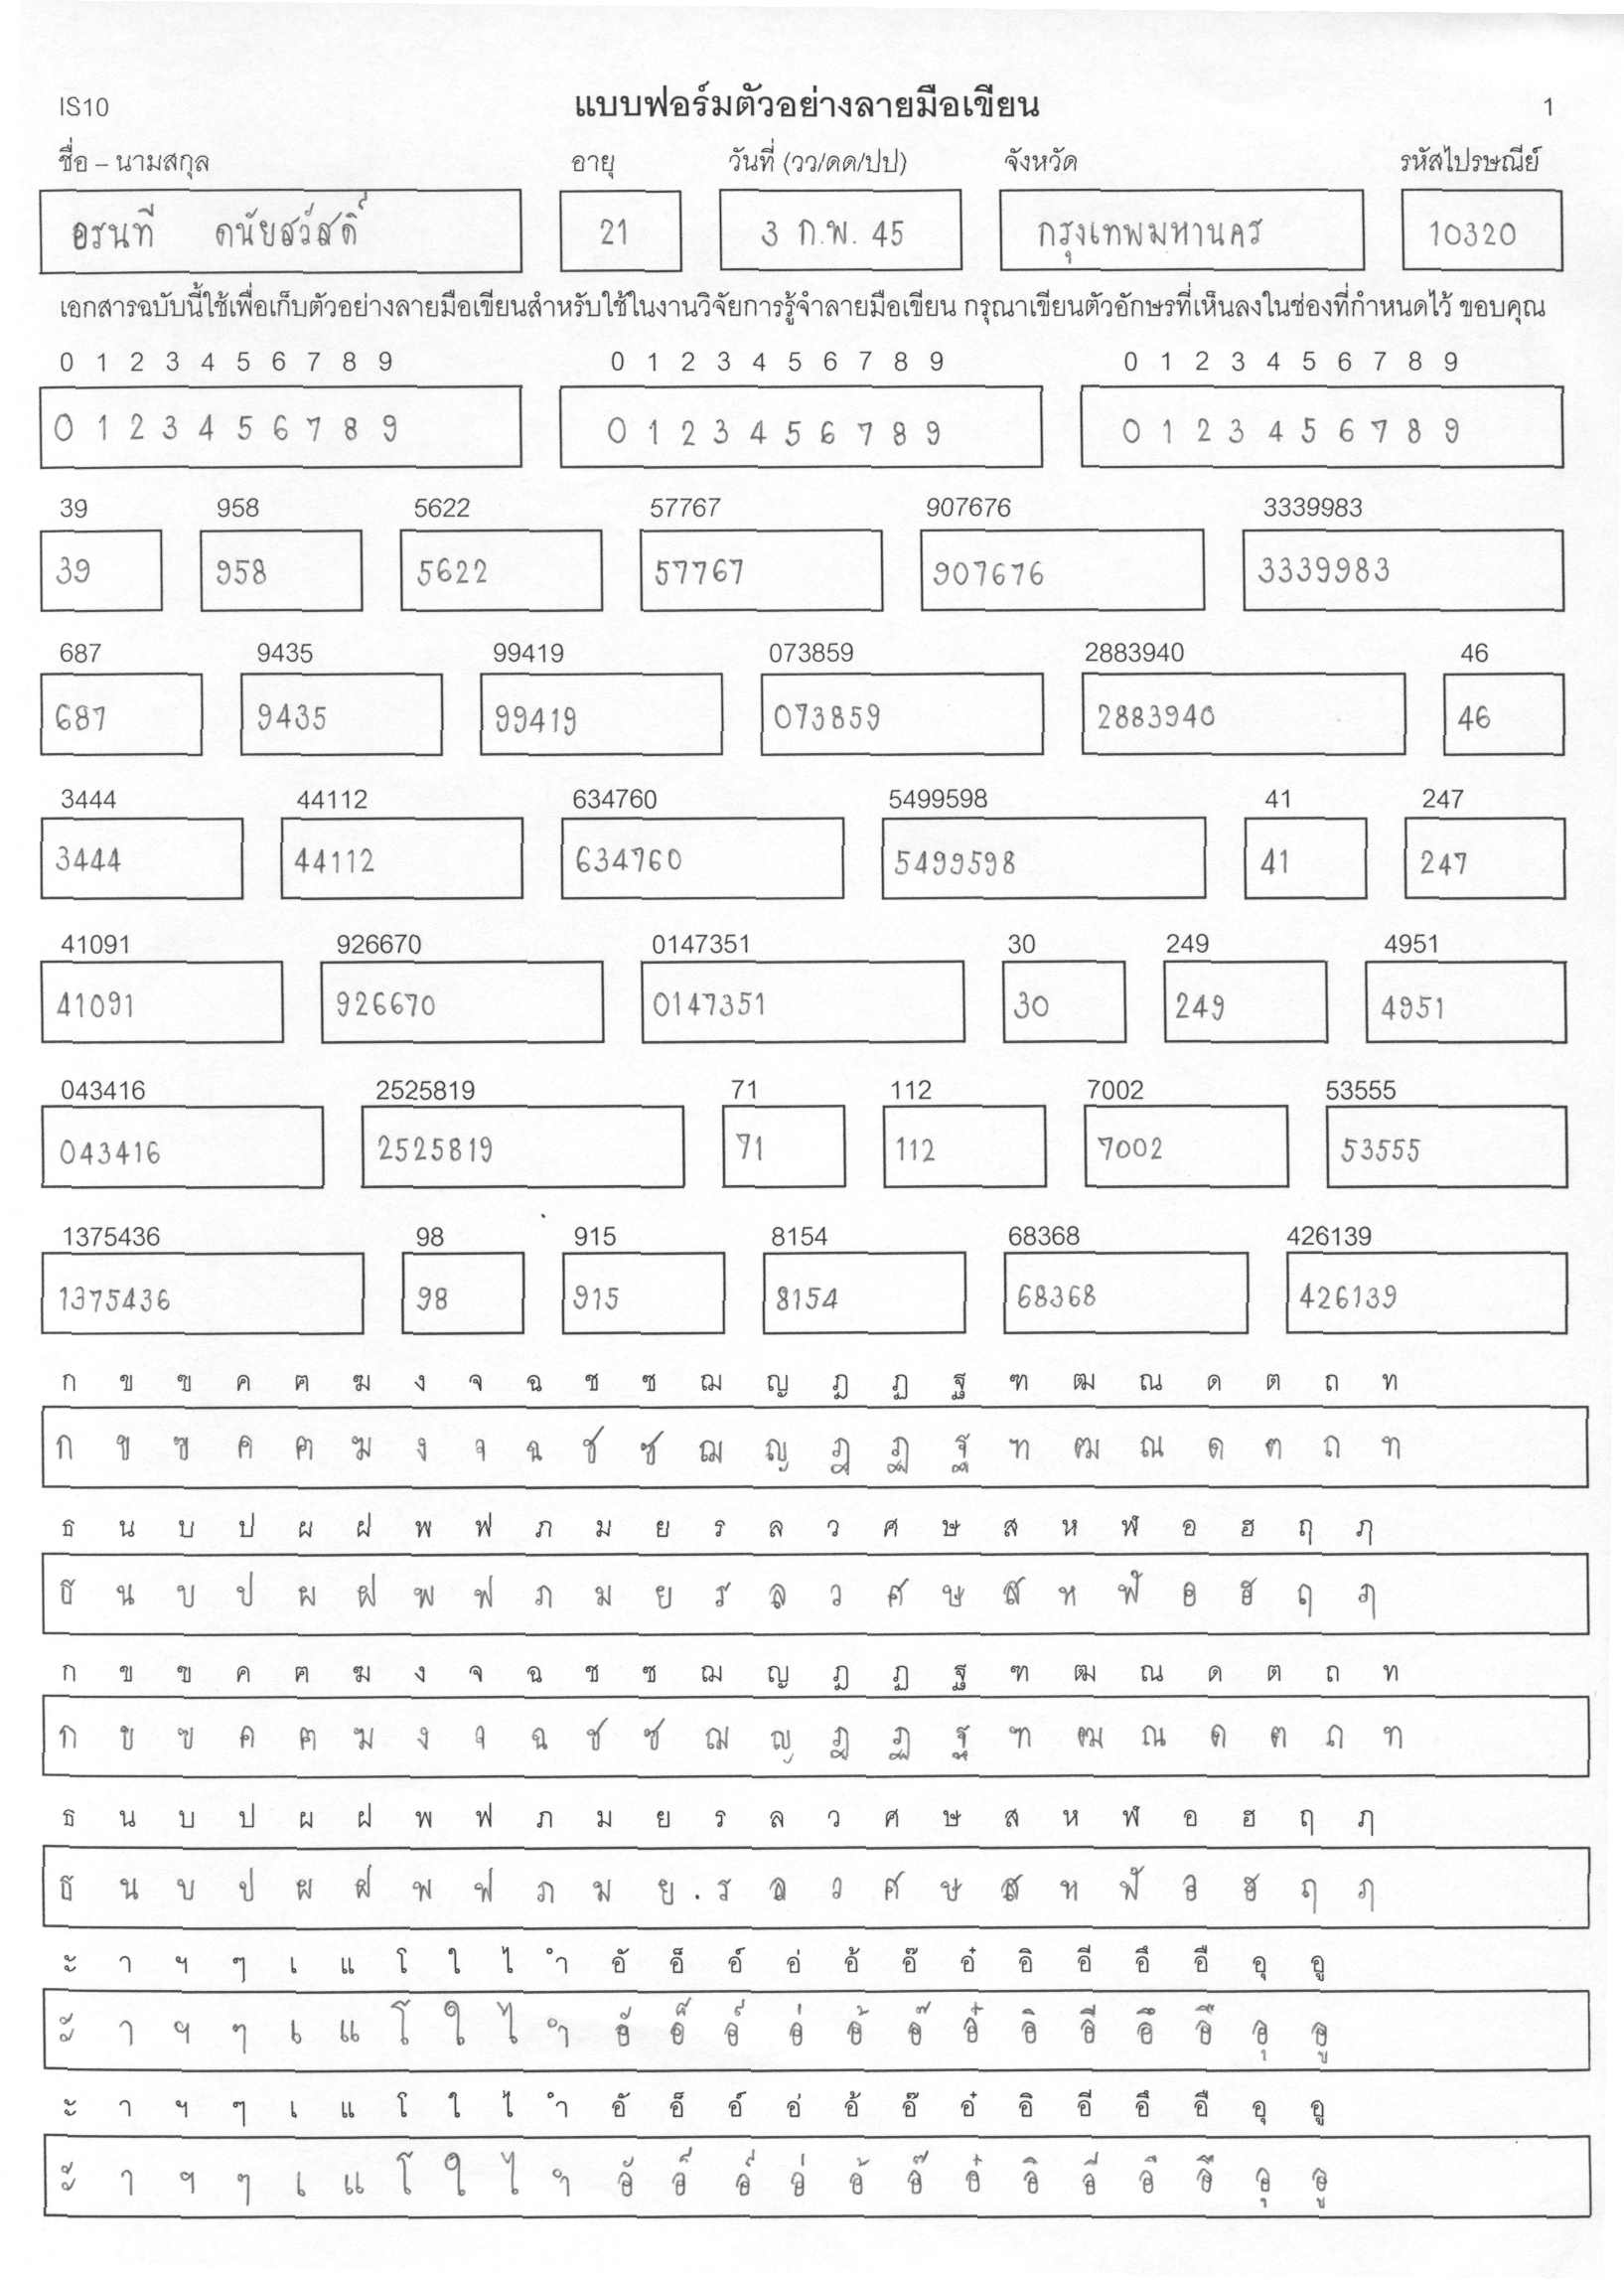 IS10 แบบฟอร์มตัวอย่างลายมือเขียน 1
ชื่อ – นามสกุล อายุ วันที่ (วว/ดด/ปป) จังหวัด รหัสไปรษณีย์
อรนที ดนัยสวัสดิ์ 21 3 ก.พ. 45 กรุงเทพมหานคร 10320
เอกสารฉบับนี้ใช้เพื่อเก็บตัวอย่างลายมือเขียนสำหรับใช้ในงานวิจัยการรู้จำลายมือเขียน กรุณาเขียนตัวอักษรที่เห็นลงในช่องที่กำหนดไว้ ขอบคุณ
0 1 2 3 4 5 6 7 8 9 0 1 2 3 4 5 6 7 8 9 0 1 2 3 4 5 6 7 8 9
0 1 2 3 4 5 6 7 8 9 0 1 2 3 4 5 6 7 8 9 0 1 2 3 4 5 6 7 8 9
39 958 5622 57767 907676 3339983
39 958 5622 57767 907676 3339983
687 9435 99419 073859 2883940 46
687 9435 99419 073859 2883940 46
3444 44112 634760 5499598 41 247
3444 44112 634760 5499598 41 247
41091 926670 0147351 30 249 4951
41091 926670 0147351 30 249 4951
043416 2525819 71 112 7002 53555
043416 2525819 71 112 7002 53555
1375436 98 915 8154 68368 426139
1375436 98 915 8154 68368 426139
ก ข ฃ ค ฅ ฆ ง จ ฉ ช ซ ฌ ญ ฎ ฏ ฐ ฑ ฒ ณ ด ต ถ ท
ก ข ฃ ค ฅ ฆ ง จ ฉ ช ซ ฌ ญ ฎ ฏ ฐ ฑ ฒ ณ ด ต ถ ท
ธ น บ ป ผ ฝ พ ฟ ภ ม ย ร ล ว ศ ษ ส ห ฬ อ ฮ ฤ ฦ
ธ น บ ป ผ ฝ พ ฟ ภ ม ย ร ล ว ศ ษ ส ห ฬ อ ฮ ฤ ฦ
ก ข ฃ ค ฅ ฆ ง จ ฉ ช ซ ฌ ญ ฎ ฏ ฐ ฑ ฒ ณ ด ต ถ ท
ก ข ฃ ค ฅ ฆ ง จ ฉ ช ซ ฌ ญ ฎ ฏ ฐ ฑ ฒ ณ ด ต ถ ท
ธ น บ ป ผ ฝ พ ฟ ภ ม ย ร ล ว ศ ษ ส ห ฬ อ ฮ ฤ ฦ
ธ น บ ป ผ ฝ พ ฟ ภ ม ย . ร ล ว ศ ษ ส ห ฬ อ ฮ ฤ ฦ
ะ า ฯ ๆ เ แ โ ใ ไ ำ อั อ็ อ์ อ่ อ้ อ๊ อ๋ อิ อี อึ อื อุ อู
ะ า ฯ ๆ เ แ โ ใ ไ ำ อั อ็ อ์ อ่ อ้ อ๊ อ๋ อิ อี อึ อื อุ อู
ะ า ฯ ๆ เ แ โ ใ ไ ำ อั อ็ อ์ อ่ อ้ อ๊ อ๋ อิ อี อึ อื อุ อู
ะ า ฯ ๆ เ แ โ ใ ไ ำ อั อ็ อ์ อ่ อ้ อ๊ อ๋ อิ อี อึ อื อุ อู